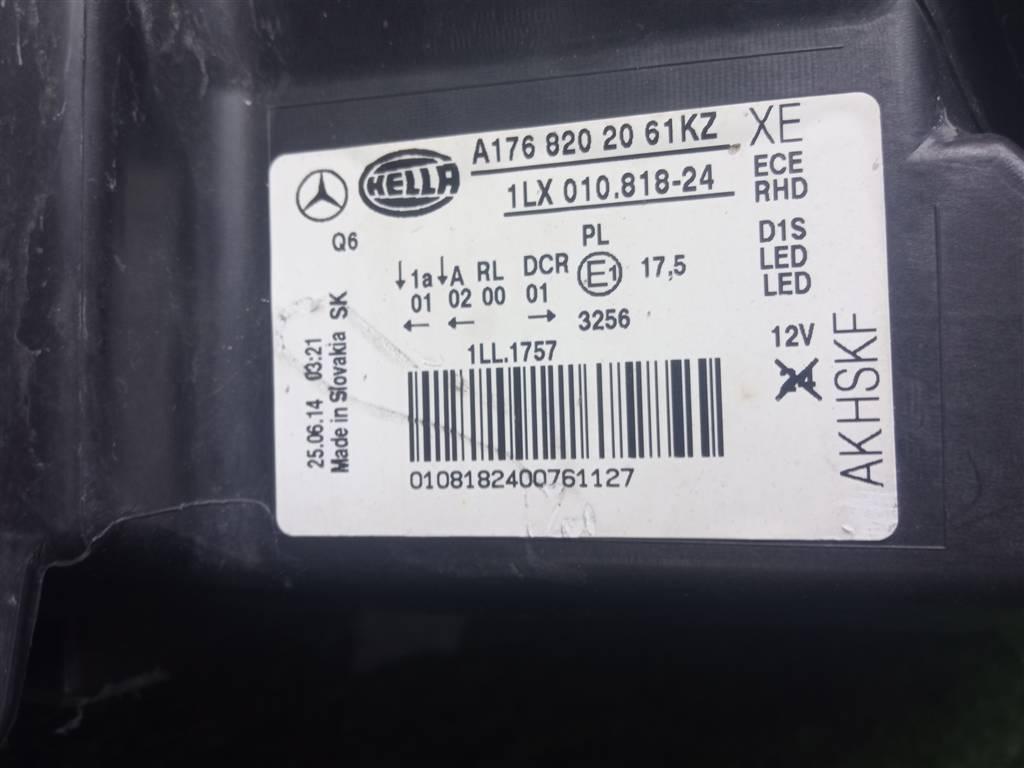 HELLA
A176 820 20 61KZ
1LX 010.818-24
XE
ECE
RHD
Q6
PL
↓1a ↓A RL DCR E1 17,5
01 02 00 01
← ← →
3256
D1S
LED
LED
12V
24
1LL.1757
0108182400761127
25.06.14 03:21
Made in Slovakia SK
AKHSKF